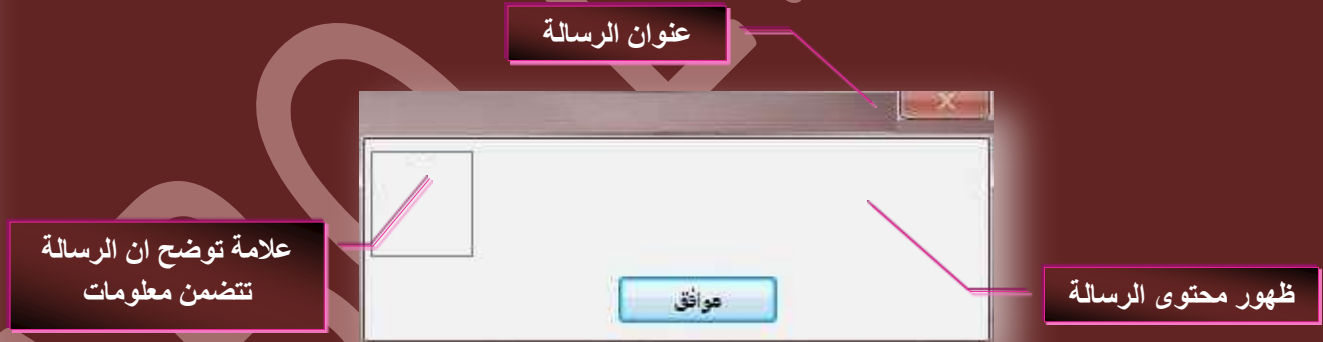 عنوان الرسالة
علامة توضح ان الرسالة
تتضمن معلومات
موافق
ظهور محتوى الرسالة